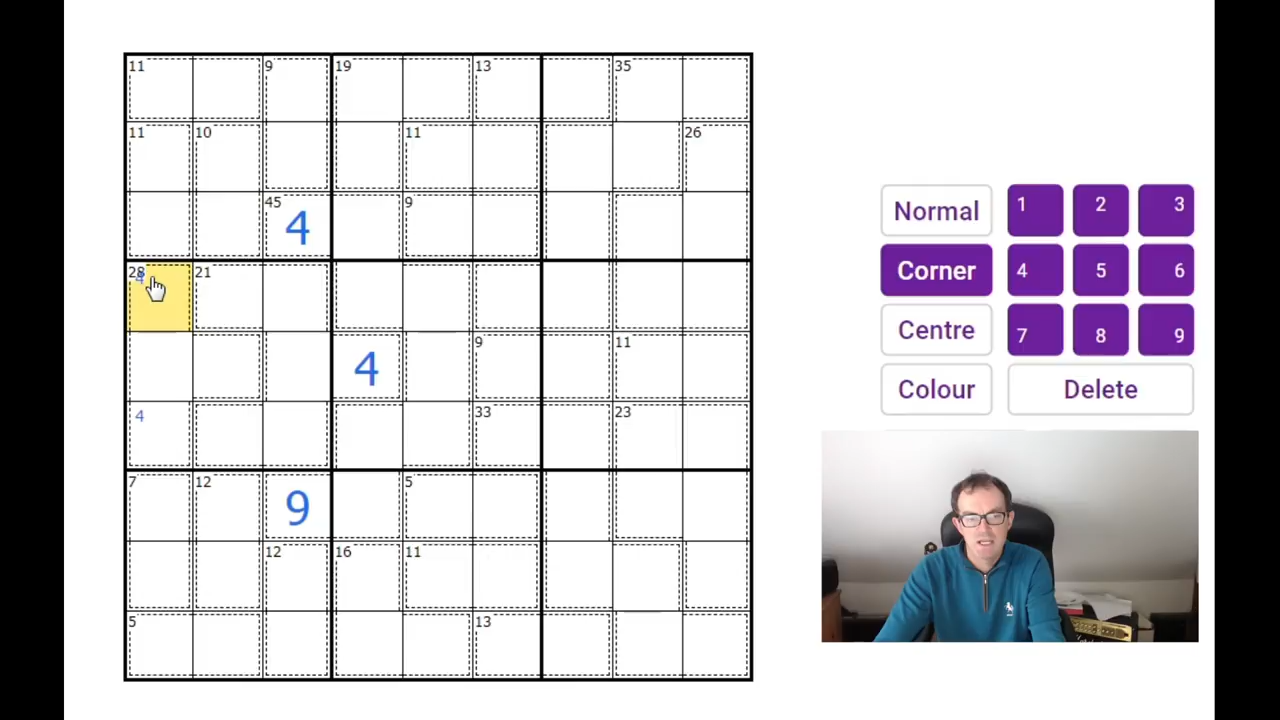 11 9 19 13 35
11 10 11 26
45 4 9
28 4 21
4 9 11
4 33 23
7 12 9 5
12 16 11
5 13
Normal 1 2 3
Corner 4 5 6
Centre 7 8 9
Colour Delete